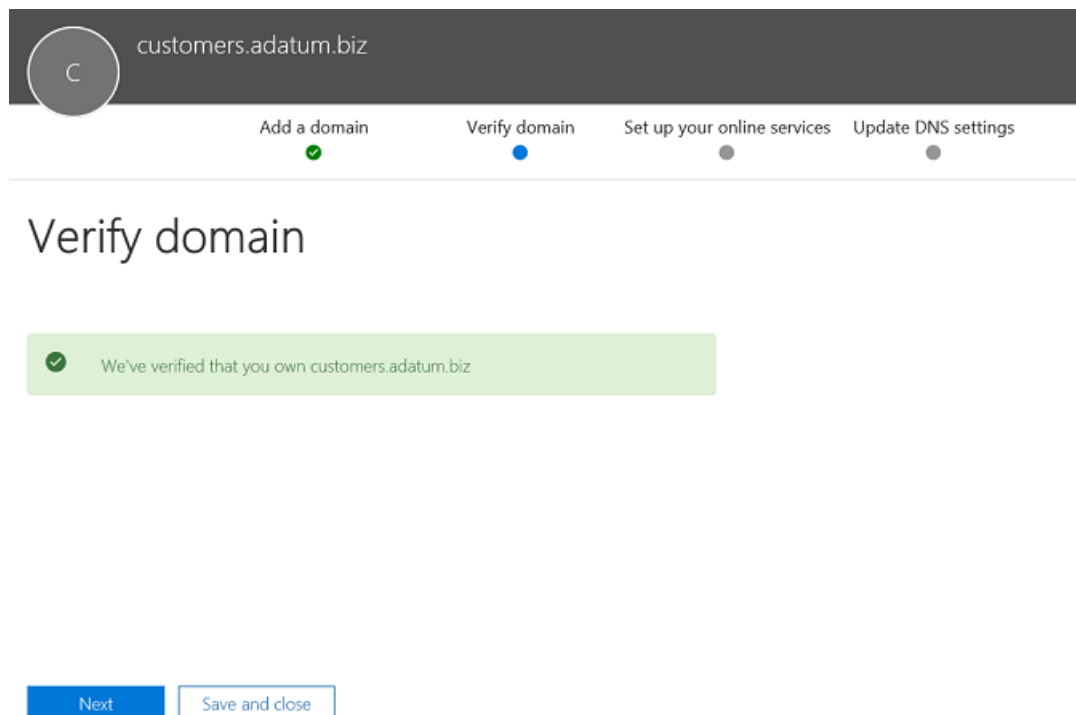 customers.adatum.biz
C
Add a domain
Verify domain
Set up your online services
Update DNS settings
Verify domain
We've verified that you own customers.adatum.biz
Next
Save and close